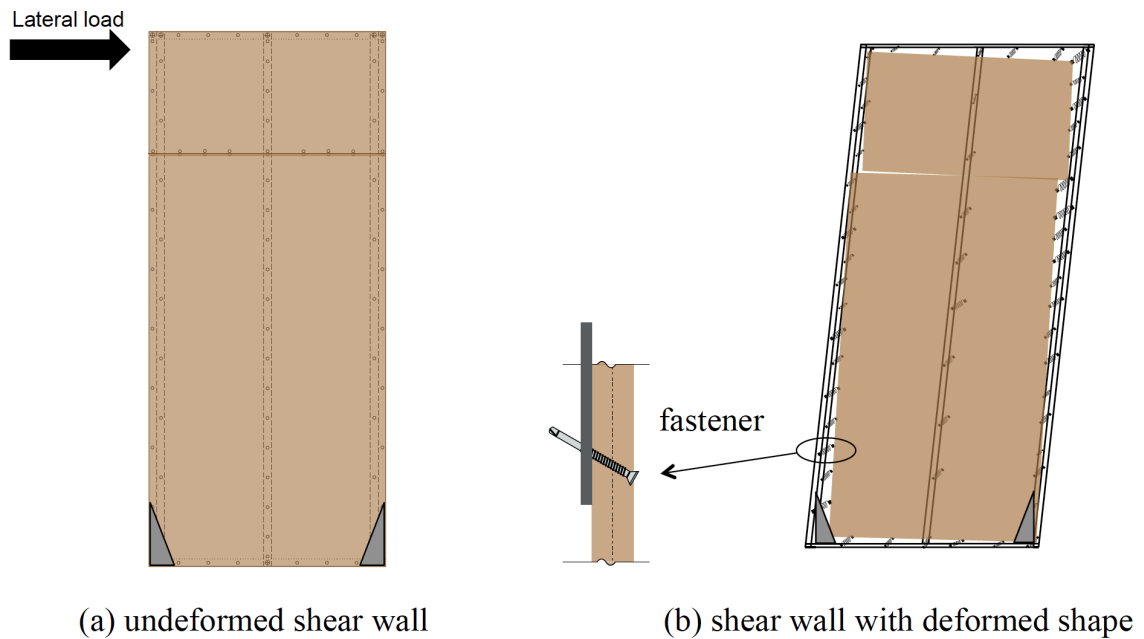 Lateral load
fastener
(a) undeformed shear wall
(b) shear wall with deformed shape